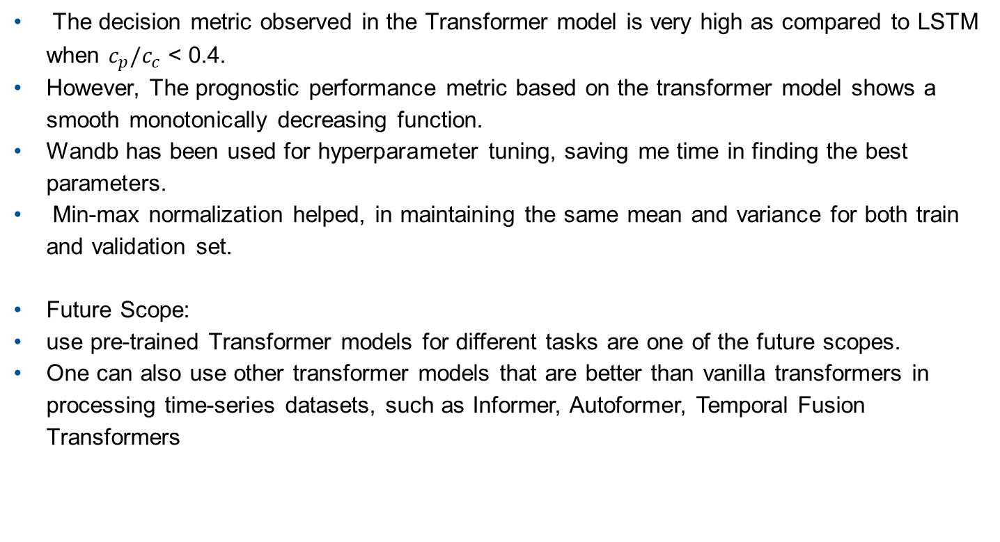 • The decision metric observed in the Transformer model is very high as compared to LSTM
when c_p/c_c < 0.4.
• However, The prognostic performance metric based on the transformer model shows a
smooth monotonically decreasing function.
• Wandb has been used for hyperparameter tuning, saving me time in finding the best
parameters.
• Min-max normalization helped, in maintaining the same mean and variance for both train
and validation set.
• Future Scope:
• use pre-trained Transformer models for different tasks are one of the future scopes.
• One can also use other transformer models that are better than vanilla transformers in
processing time-series datasets, such as Informer, Autoformer, Temporal Fusion
Transformers